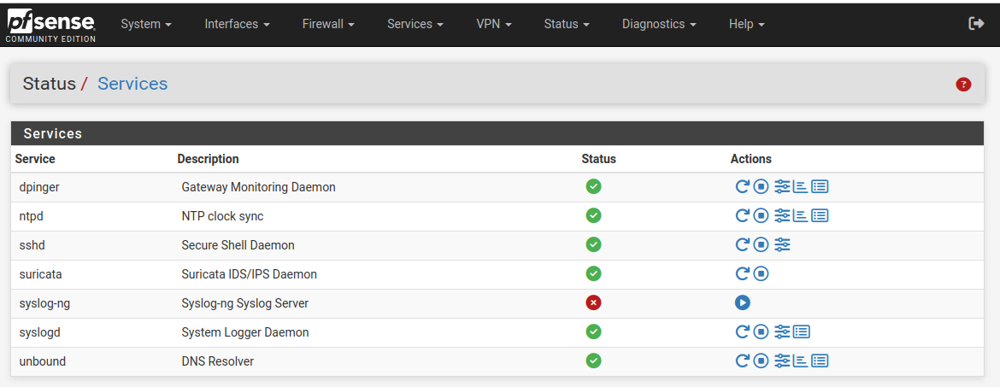 pfsense
COMMUNITY EDITION
System Interfaces Firewall Services VPN Status Diagnostics Help
Status / Services
Services
Service Description Status Actions
dpinger Gateway Monitoring Daemon
ntpd NTP clock sync
sshd Secure Shell Daemon
suricata Suricata IDS/IPS Daemon
syslog-ng Syslog-ng Syslog Server
syslogd System Logger Daemon
unbound DNS Resolver